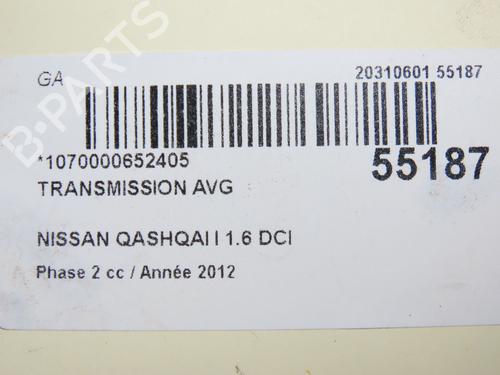 GA
20310601 55187
*1070000652405
55187
TRANSMISSION AVG
NISSAN QASHQAI I 1.6 DCI
Phase 2 cc / Année 2012
B-PARTS